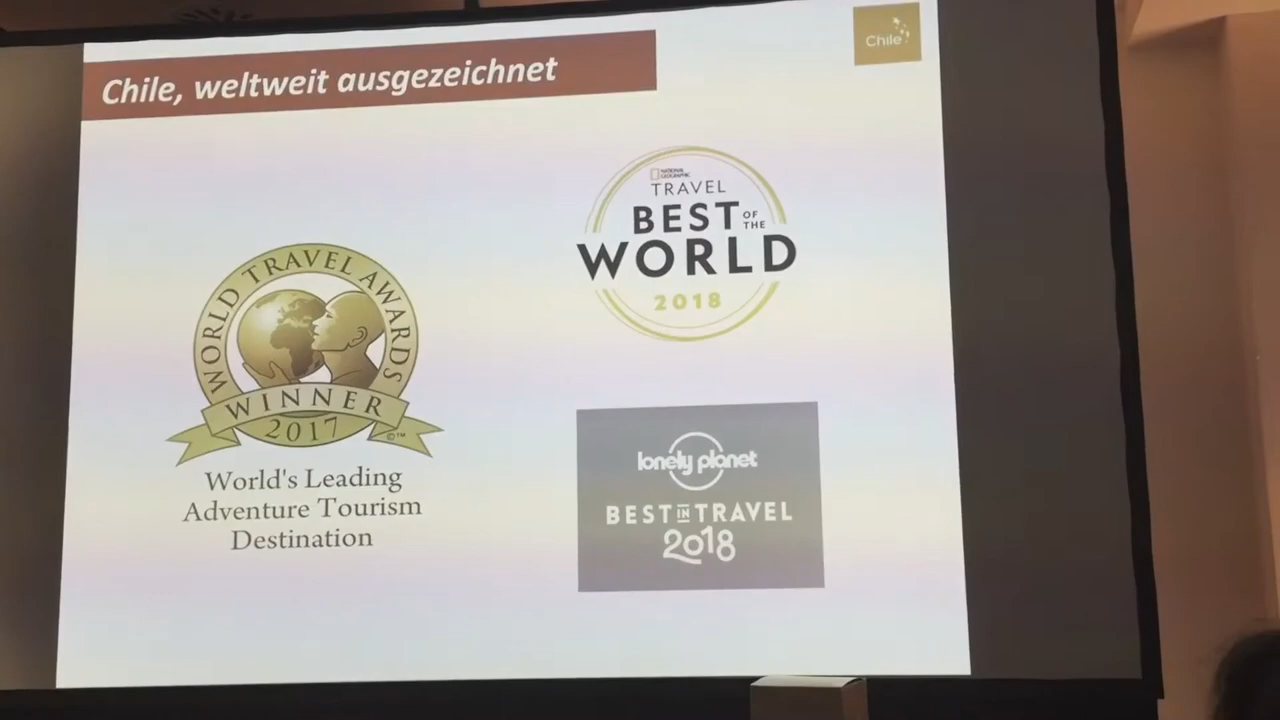 Chile, weltweit ausgezeichnet
Chile
NATIONAL
GEOGRAPHIC
TRAVEL
BEST OF THE
WORLD
2018
WORLD TRAVEL AWARDS
WINNER
2017
©™
World's Leading
Adventure Tourism
Destination
lonely planet
BEST IN TRAVEL
2018